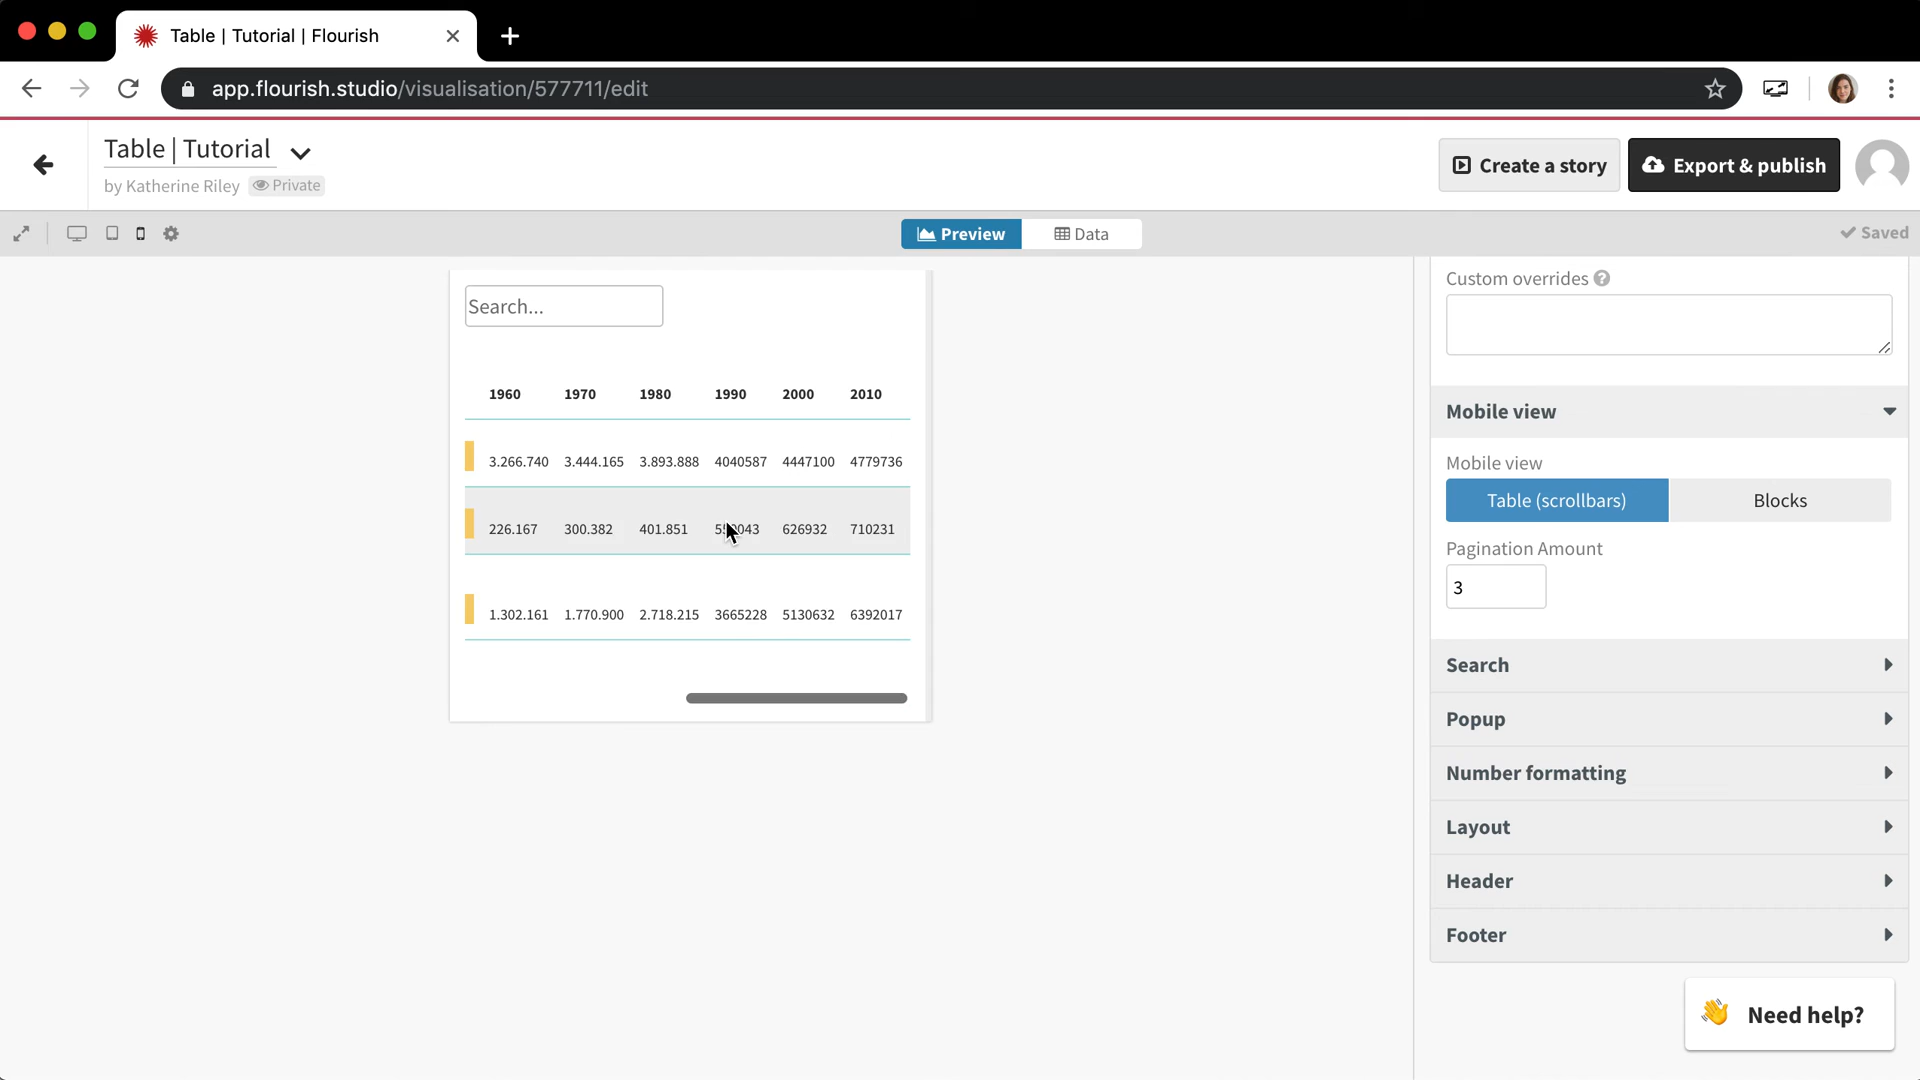 Table | Tutorial | Flourish
app.flourish.studio/visualisation/577711/edit
Table | Tutorial
by Katherine Riley Private
Create a story
Export & publish
Preview
Data
Saved
Search...
1960 1970 1980 1990 2000 2010
3.266.740 3.444.165 3.893.888 4040587 4447100 4779736
226.167 300.382 401.851 626932 710231
1.302.161 1.770.900 2.718.215 3665228 5130632 6392017
Custom overrides ?
Mobile view
Mobile view
Table (scrollbars) Blocks
Pagination Amount
3
Search
Popup
Number formatting
Layout
Header
Footer
Need help?